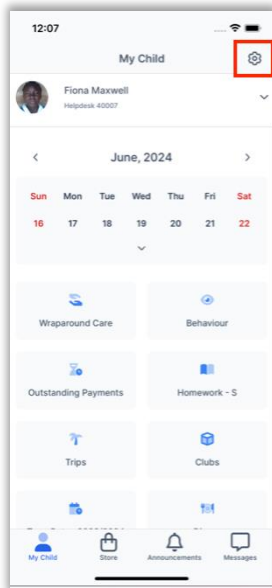 12:07
My Child
Fiona Maxwell
Helpdesk 40007
June, 2024
Sun Mon Tue Wed Thu Fri Sat
16 17 18 19 20 21 22
Wraparound Care
Behaviour
Outstanding Payments
Homework - S
Trips
Clubs
My Child
Store
Announcements
Messages